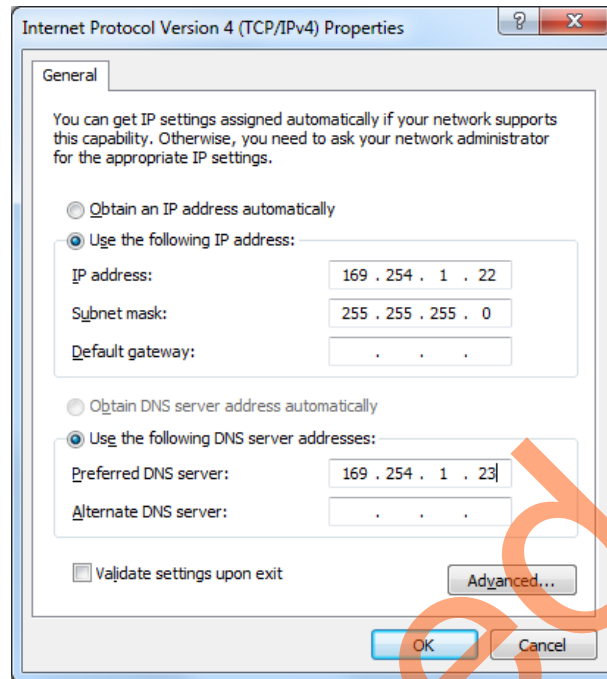 Internet Protocol Version 4 (TCP/IPv4) Properties
General
You can get IP settings assigned automatically if your network supports
this capability. Otherwise, you need to ask your network administrator
for the appropriate IP settings.
Obtain an IP address automatically
Use the following IP address:
IP address: 169 . 254 . 1 . 22
Subnet mask: 255 . 255 . 255 . 0
Default gateway: . . .
Obtain DNS server address automatically
Use the following DNS server addresses:
Preferred DNS server: 169 . 254 . 1 . 23
Alternate DNS server: . . .
Validate settings upon exit
Advanced...
OK Cancel